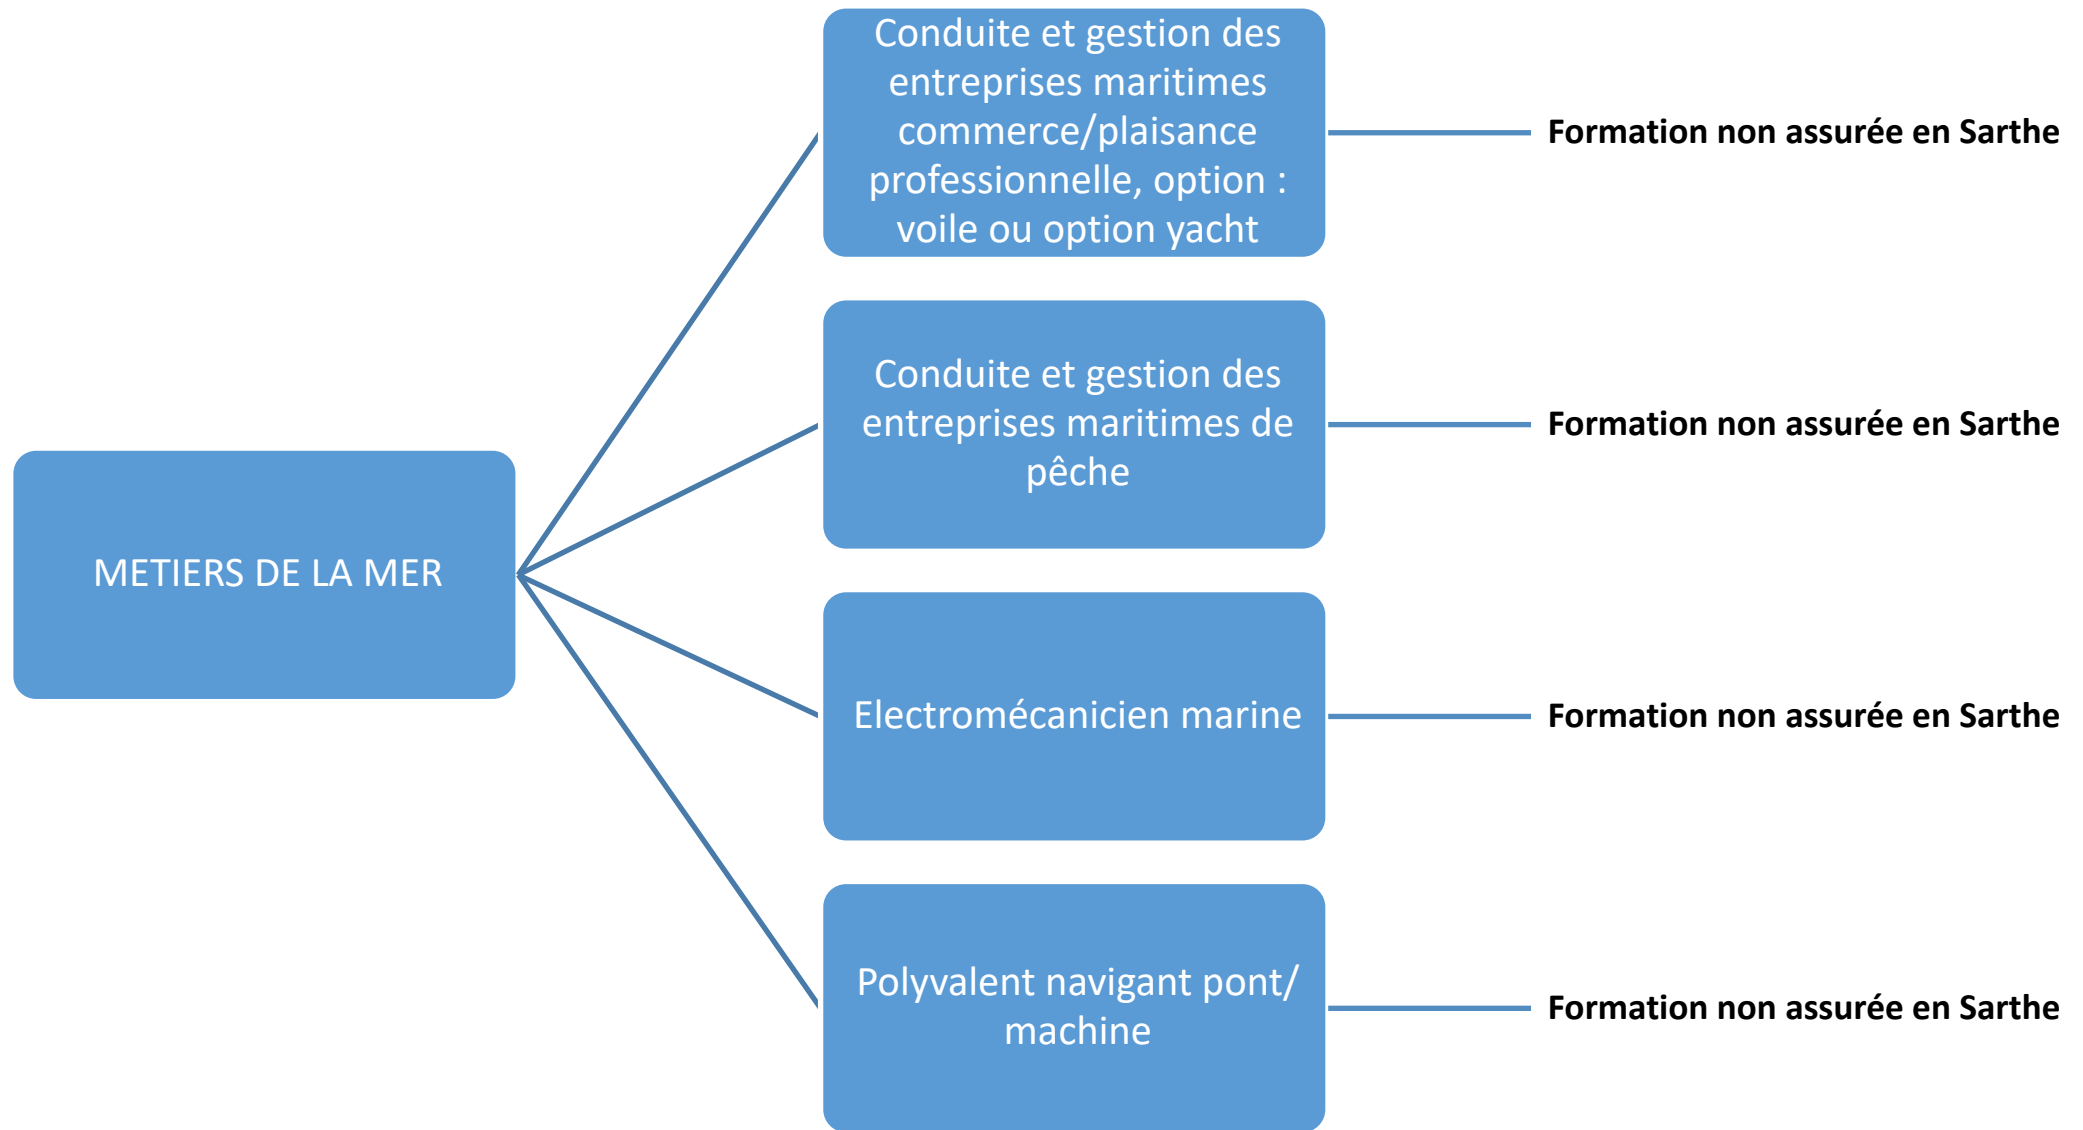 METIERS DE LA MER
Conduite et gestion des
entreprises maritimes
commerce/plaisance
professionnelle, option :
voile ou option yacht
Formation non assurée en Sarthe
Conduite et gestion des
entreprises maritimes de
pêche
Formation non assurée en Sarthe
Electromécanicien marine
Formation non assurée en Sarthe
Polyvalent navigant pont/
machine
Formation non assurée en Sarthe